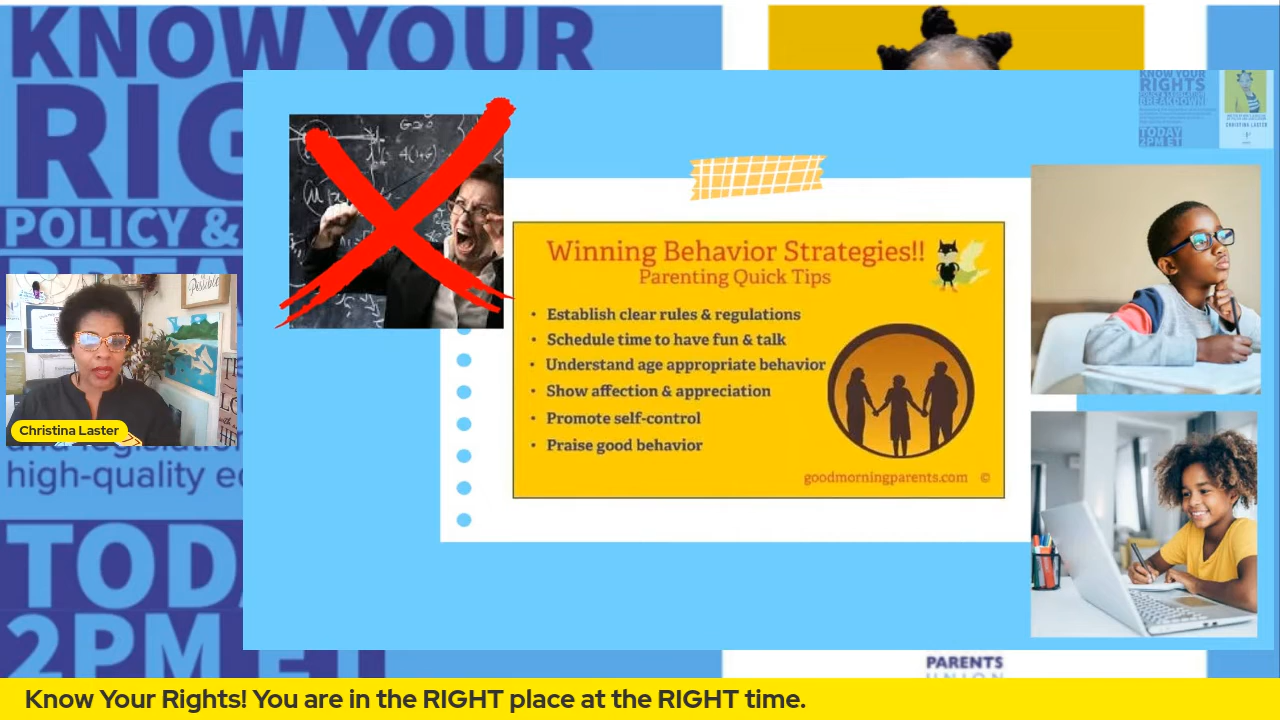 KNOW YOUR
RIG
POLICY &
Christina Laster
high-quality e
TODA
2PM ET
Winning Behavior Strategies!!
Parenting Quick Tips
• Establish clear rules & regulations
• Schedule time to have fun & talk
• Understand age appropriate behavior
• Show affection & appreciation
• Promote self-control
• Praise good behavior
goodmorningparents.com ©
KNOW YOUR
RIGHTS
BREAKDOWN
TODAY
2PM ET
CHRISTINA LASTER
PARENTS
UNION
Know Your Rights! You are in the RIGHT place at the RIGHT time.